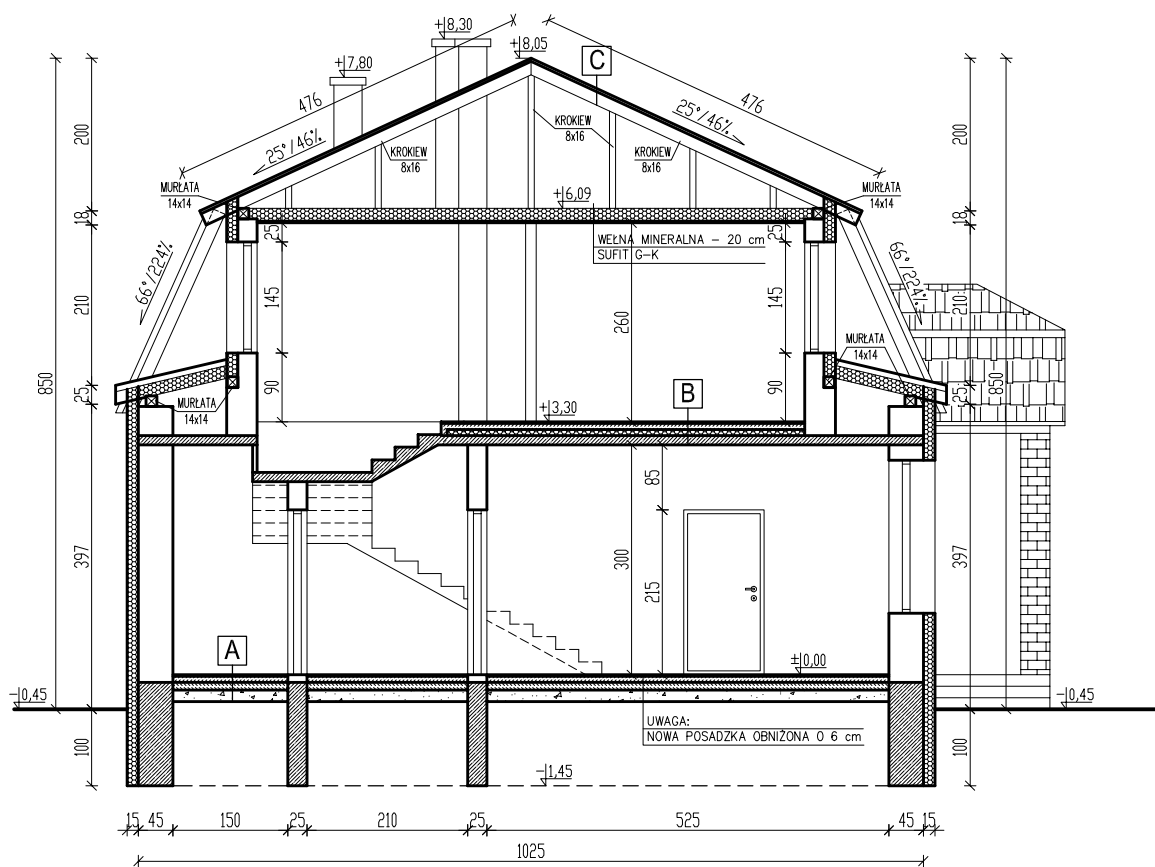 +8,30
+8,05
+7,80
C
476
476
25°/46%
25°/46%
KROKIEW
8x16
KROKIEW
8x16
KROKIEW
8x16
MURŁATA
14x14
MURŁATA
14x14
+6,09
WEŁNA MINERALNA - 20 cm
SUFIT G-K
200
18
210
25
397
100
850
200
18
210
25
397
100
850
66°/224%
66°/224%
25
145
90
25
145
90
260
MURŁATA
14x14
MURŁATA
14x14
+3,30
B
85
300
215
A
±0,00
-0,45
-0,45
UWAGA:
NOWA POSADZKA OBNIŻONA O 6 cm
-1,45
15 45 150 25 210 25 525 45 15
1025